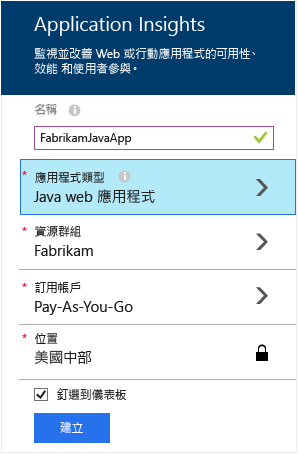 Application Insights
監視並改善 Web 或行動應用程式的可用性、
效能 和使用者參與。
名稱
FabrikamJavaApp
* 應用程式類型
Java web 應用程式
* 資源群組
Fabrikam
* 訂用帳戶
Pay-As-You-Go
* 位置
美國中部
釘選到儀表板
建立